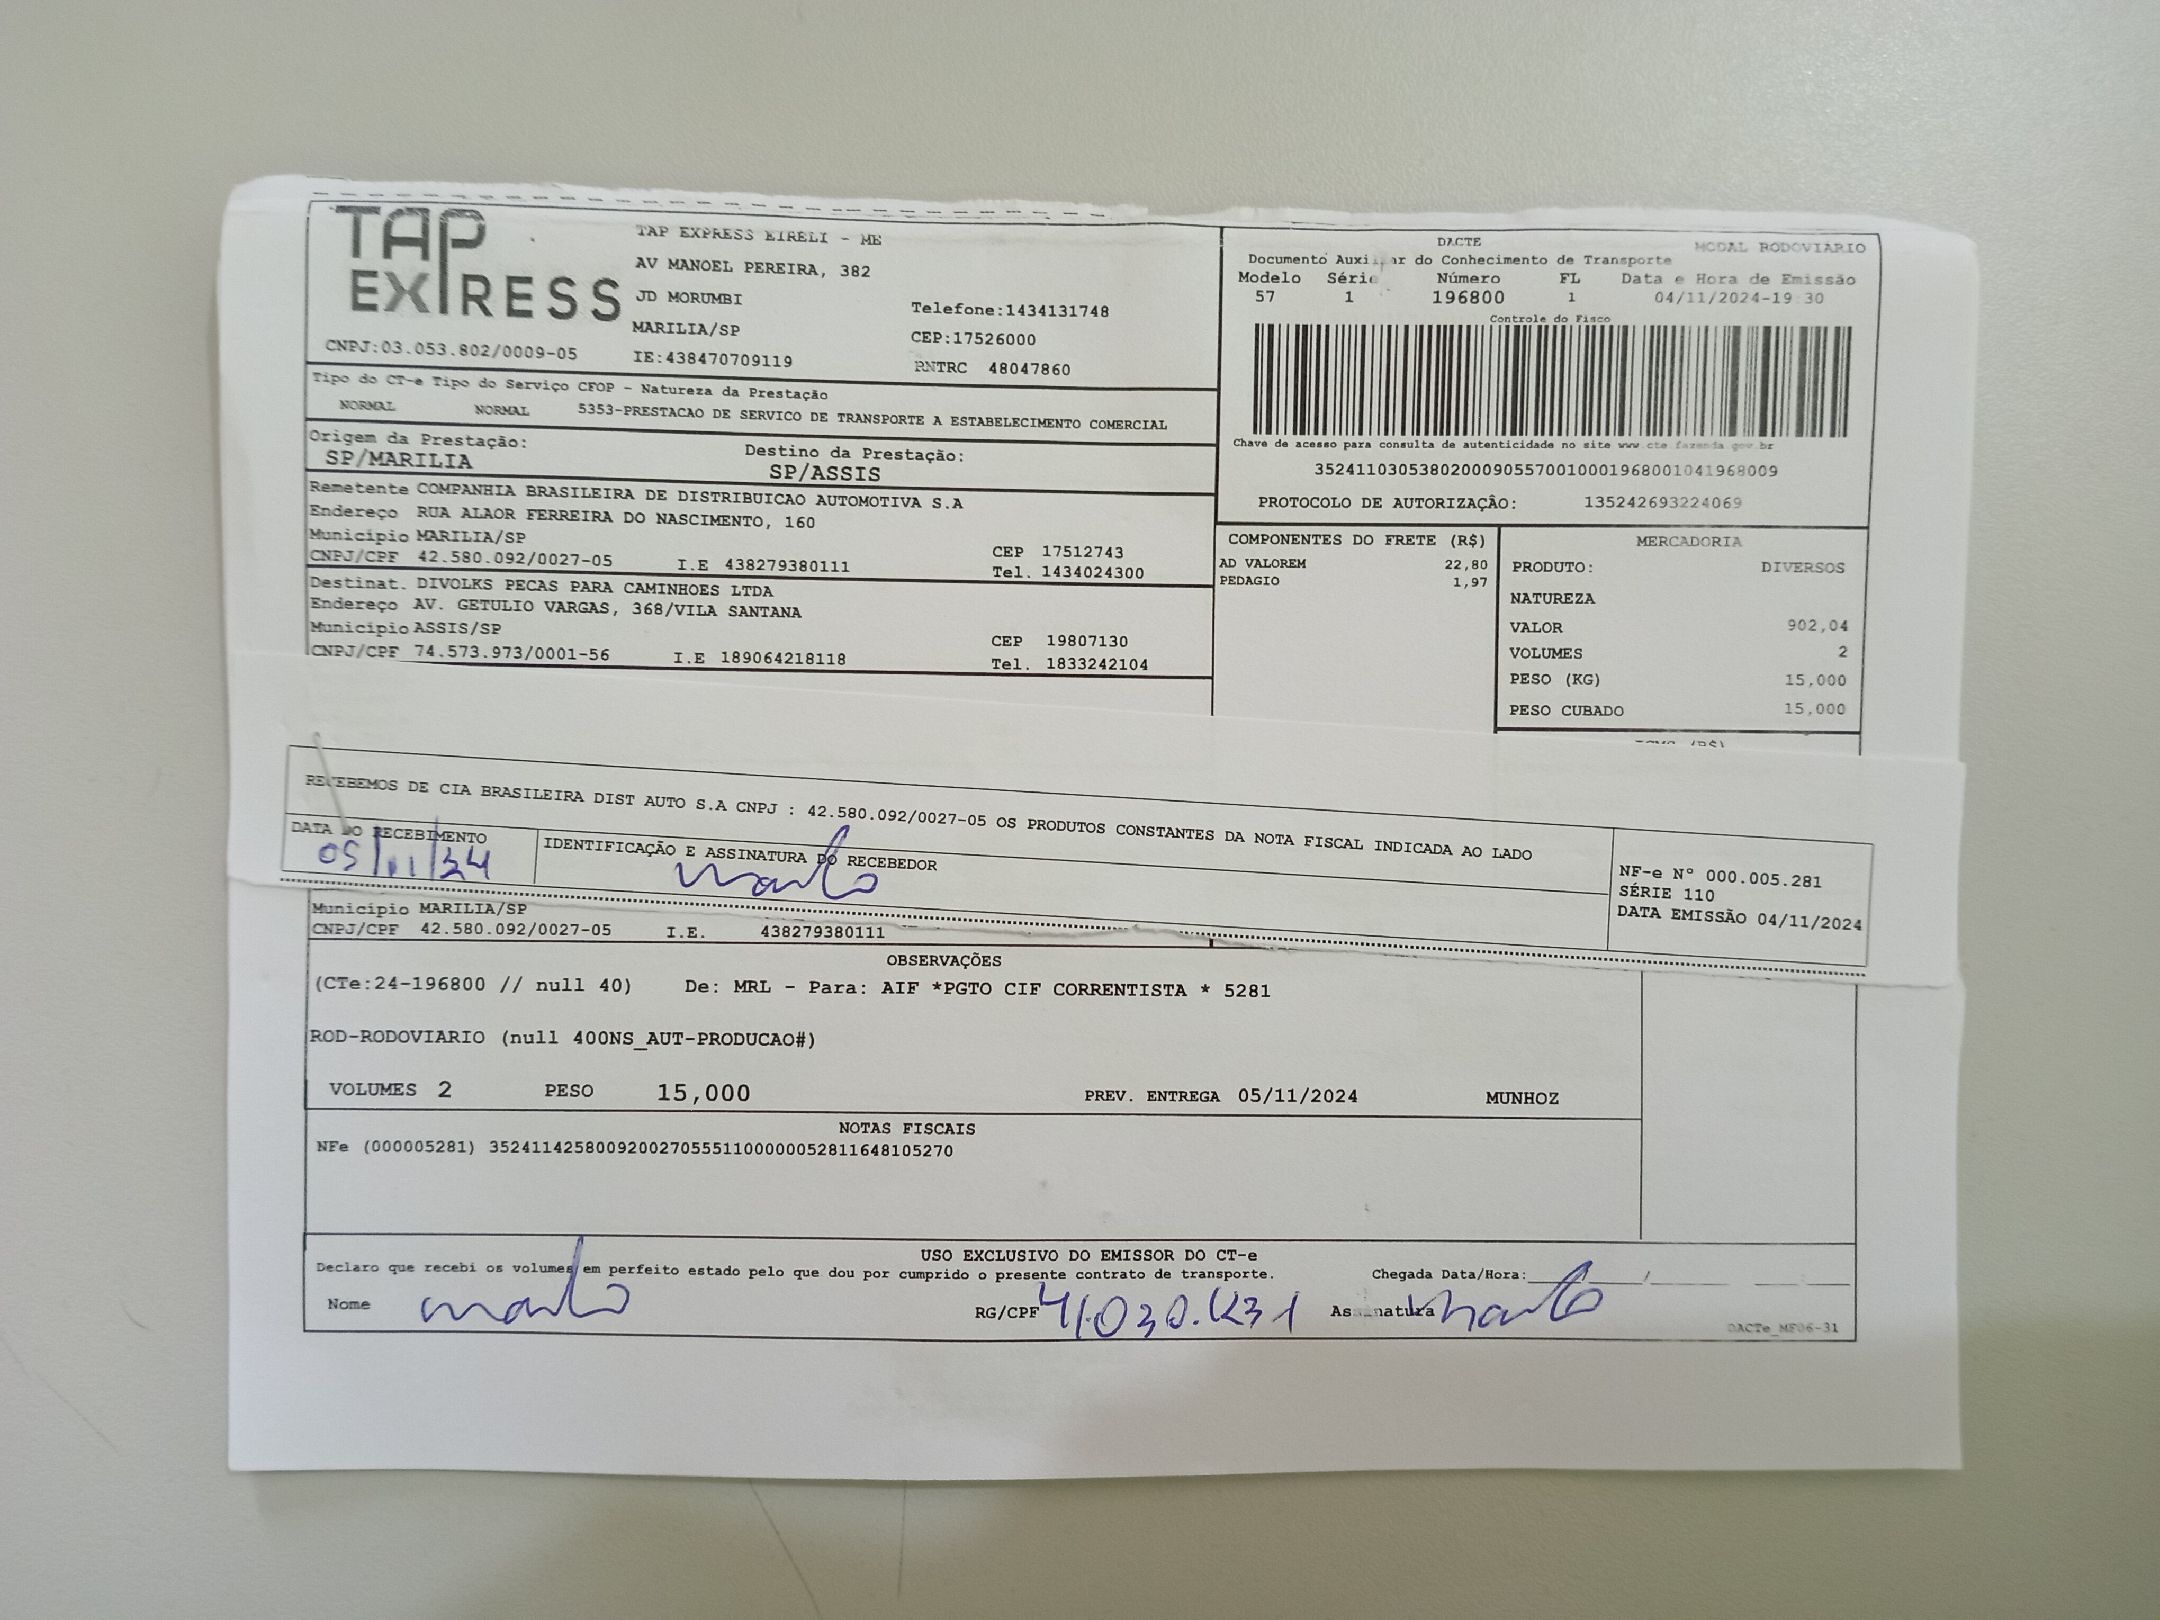 TAP EXPRESS
TAP EXPRESS EIRELI - ME
AV MANOEL PEREIRA, 382
JD MORUMBI
MARILIA/SP
IE:438470709119
Telefone:1434131748
CEP:17526000
RNTRC 48047860
CNPJ:03.053.802/0009-05
Tipo do CT-e Tipo do Serviço CFOP - Natureza da Prestação
NORMAL NORMAL 5353-PRESTACAO DE SERVICO DE TRANSPORTE A ESTABELECIMENTO COMERCIAL
Origem da Prestação: Destino da Prestação:
SP/MARILIA SP/ASSIS
Remetente COMPANHIA BRASILEIRA DE DISTRIBUICAO AUTOMOTIVA S.A
Endereço RUA ALAOR FERREIRA DO NASCIMENTO, 160
Municipio MARILIA/SP CEP 17512743
CNPJ/CPF 42.580.092/0027-05 I.E 438279380111 Tel. 1434024300
Destinat. DIVOLKS PECAS PARA CAMINHOES LTDA
Endereço AV. GETULIO VARGAS, 368/VILA SANTANA
Municipio ASSIS/SP CEP 19807130
CNPJ/CPF 74.573.973/0001-56 I.E 189064218118 Tel. 1833242104
DACTE MODAL RODOVIARIO
Documento Auxiliar do Conhecimento de Transporte
Modelo Série Número FL Data e Hora de Emissão
57 1 196800 1 04/11/2024-19:30
Controle do Fisco
Chave de acesso para consulta de autenticidade no site www.cte.fazenda.gov.br
35241103053802000905570010001968001041968009
PROTOCOLO DE AUTORIZAÇÂO: 135242693224069
COMPONENTES DO FRETE (R$)
AD VALOREM 22,80
PEDAGIO 1,97
MERCADORIA
PRODUTO: DIVERSOS
NATUREZA
VALOR 902,04
VOLUMES 2
PESO (KG) 15,000
PESO CUBADO 15,000
RECEBEMOS DE CIA BRASILEIRA DIST AUTO S.A CNPJ : 42.580.092/0027-05 OS PRODUTOS CONSTANTES DA NOTA FISCAL INDICADA AO LADO
DATA DO RECEBIMENTO IDENTIFICAÇÃO E ASSINATURA DO RECEBEDOR
05/11/24
NF-e N° 000.005.281
SÉRIE 110
DATA EMISSÃO 04/11/2024
Municipio MARILIA/SP
CNPJ/CPF 42.580.092/0027-05 I.E. 438279380111
OBSERVAÇÕES
(CTe:24-196800 // null 40) De: MRL - Para: AIF *PGTO CIF CORRENTISTA * 5281
ROD-RODOVIARIO (null 400NS_AUT-PRODUCAO#)
VOLUMES 2 PESO 15,000 PREV. ENTREGA 05/11/2024 MUNHOZ
NOTAS FISCAIS
NFe (000005281) 35241142580092002705551100000052811648105270
USO EXCLUSIVO DO EMISSOR DO CT-e
Declaro que recebi os volumes em perfeito estado pelo que dou por cumprido o presente contrato de transporte. Chegada Data/Hora:
Nome RG/CPF Assinatura
DACTe_MF06-31